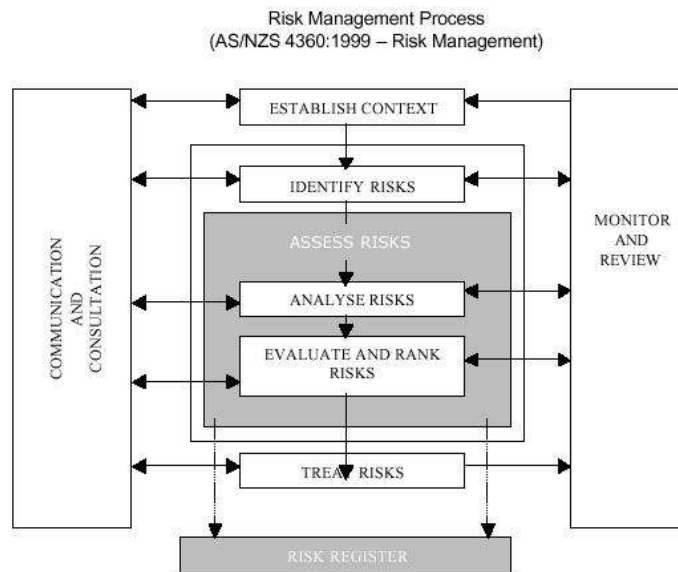 Risk Management Process
(AS/NZS 4360:1999 – Risk Management)
ESTABLISH CONTEXT
IDENTIFY RISKS
ASSESS RISKS
ANALYSE RISKS
EVALUATE AND RANK
RISKS
TREAT RISKS
RISK REGISTER
COMMUNICATION
AND
CONSULTATION
MONITOR
AND
REVIEW